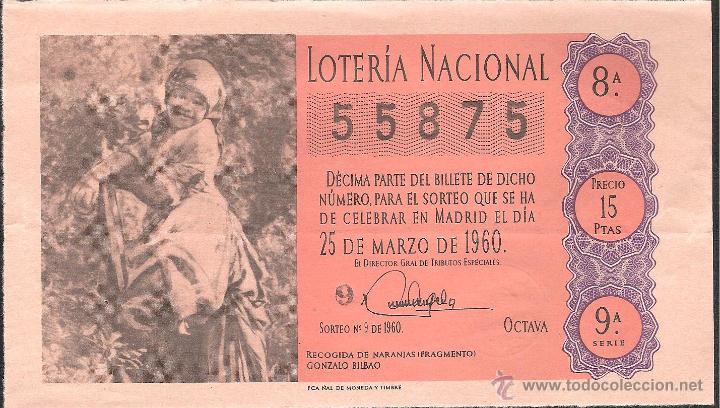 LOTERÍA NACIONAL
55875
DÉCIMA PARTE DEL BILLETE DE DICHO
NÚMERO, PARA EL SORTEO QUE SE HA
DE CELEBRAR EN MADRID EL DÍA
25 DE MARZO DE 1960.
EL DIRECTOR GRAL DE TRIBUTOS ESPECIALES.
9
SORTEO Nº 9 DE 1960.
OCTAVA
RECOGIDA DE NARANJAS (FRAGMENTO)
GONZALO BILBAO
FCA NAL DE MONEDA Y TIMBRE
8ª.
PRECIO
15
PTAS
9ª.
SERIE
© www.todocoleccion.net